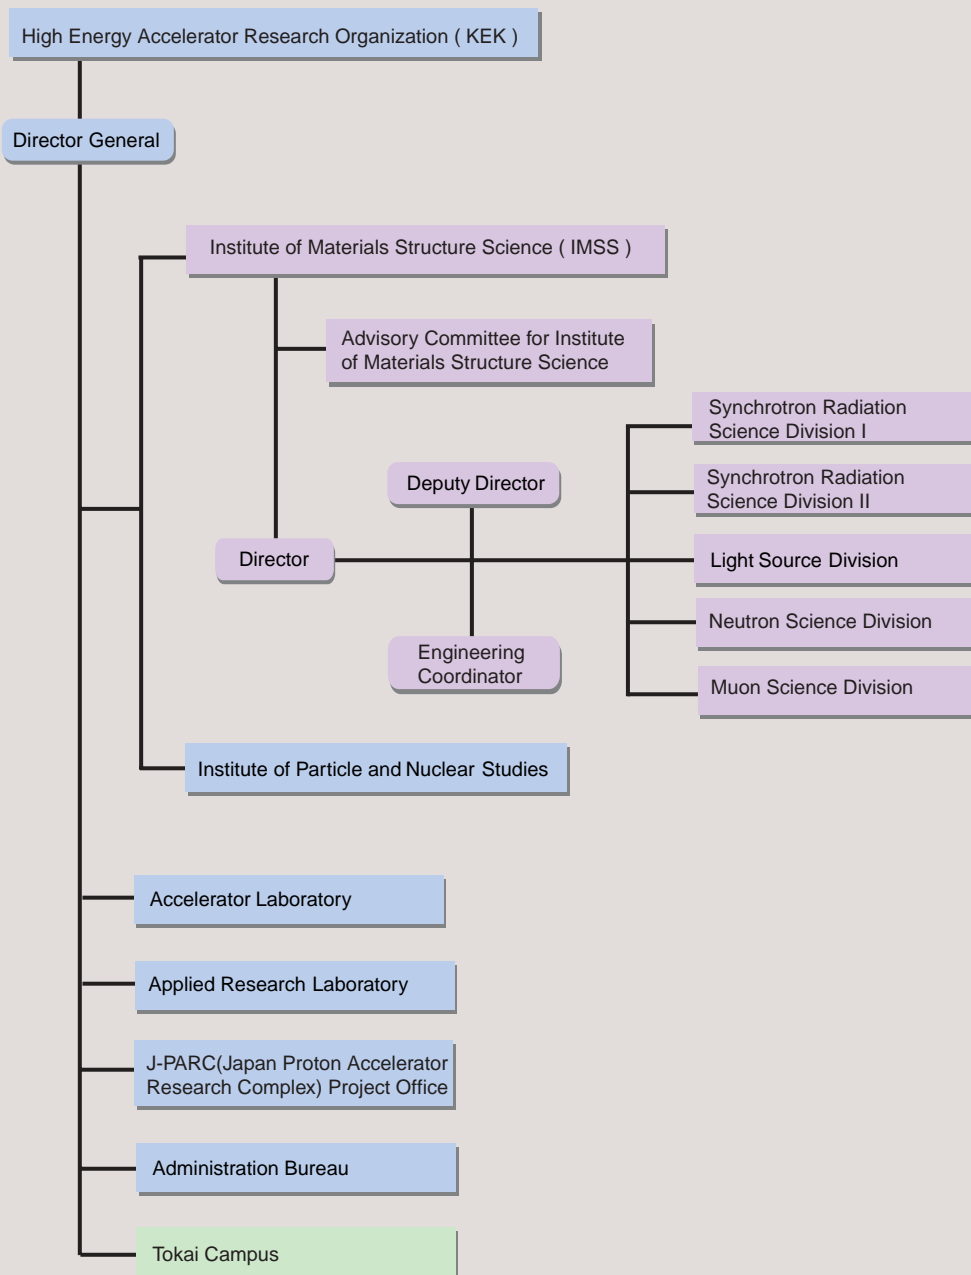 High Energy Accelerator Research Organization ( KEK )
Director General
Institute of Materials Structure Science ( IMSS )
Advisory Committee for Institute
of Materials Structure Science
Synchrotron Radiation
Science Division I
Deputy Director
Synchrotron Radiation
Science Division II
Director
Light Source Division
Engineering
Coordinator
Neutron Science Division
Muon Science Division
Institute of Particle and Nuclear Studies
Accelerator Laboratory
Applied Research Laboratory
J-PARC(Japan Proton Accelerator
Research Complex) Project Office
Administration Bureau
Tokai Campus